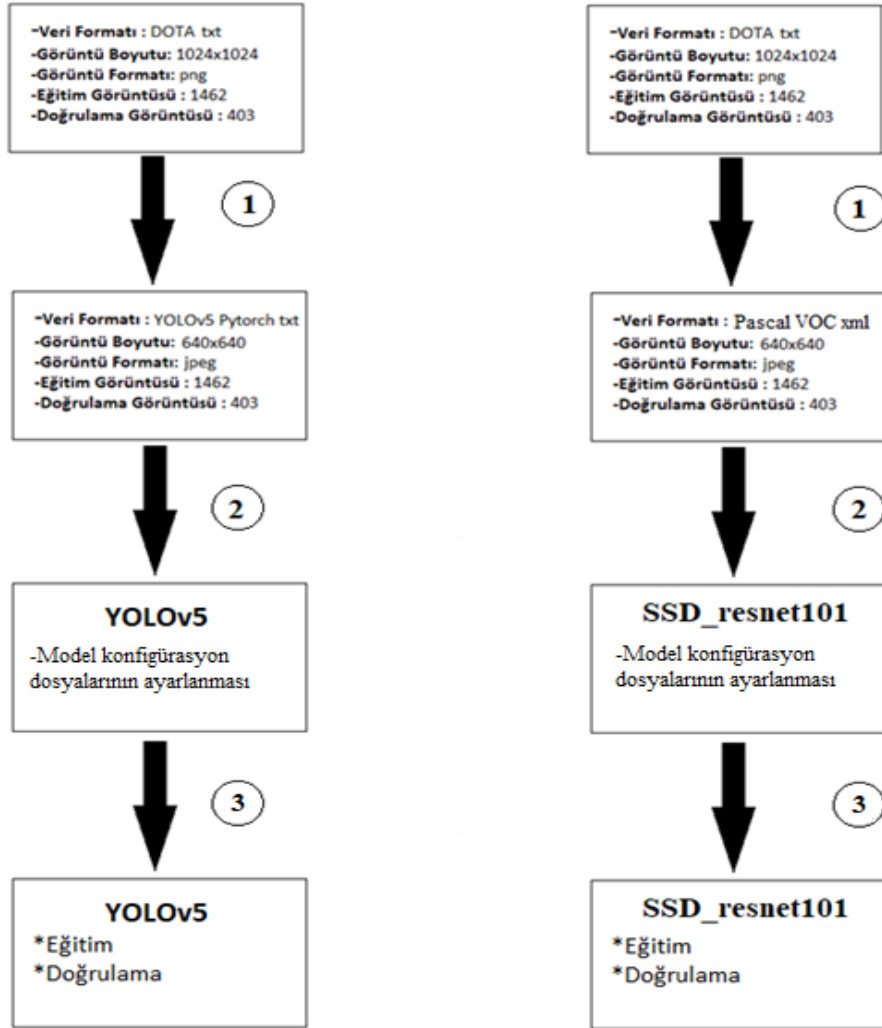 -Veri Formatı : DOTA txt
-Görüntü Boyutu: 1024x1024
-Görüntü Formatı: png
-Eğitim Görüntüsü : 1462
-Doğrulama Görüntüsü : 403
1
-Veri Formatı : YOLOv5 Pytorch txt
-Görüntü Boyutu: 640x640
-Görüntü Formatı: jpeg
-Eğitim Görüntüsü : 1462
-Doğrulama Görüntüsü : 403
2
YOLOv5
-Model konfigürasyon
dosyalarının ayarlanması
3
YOLOv5
*Eğitim
*Doğrulama
-Veri Formatı : DOTA txt
-Görüntü Boyutu: 1024x1024
-Görüntü Formatı: png
-Eğitim Görüntüsü : 1462
-Doğrulama Görüntüsü : 403
1
-Veri Formatı : Pascal VOC xml
-Görüntü Boyutu: 640x640
-Görüntü Formatı: jpeg
-Eğitim Görüntüsü : 1462
-Doğrulama Görüntüsü : 403
2
SSD_resnet101
-Model konfigürasyon
dosyalarının ayarlanması
3
SSD_resnet101
*Eğitim
*Doğrulama